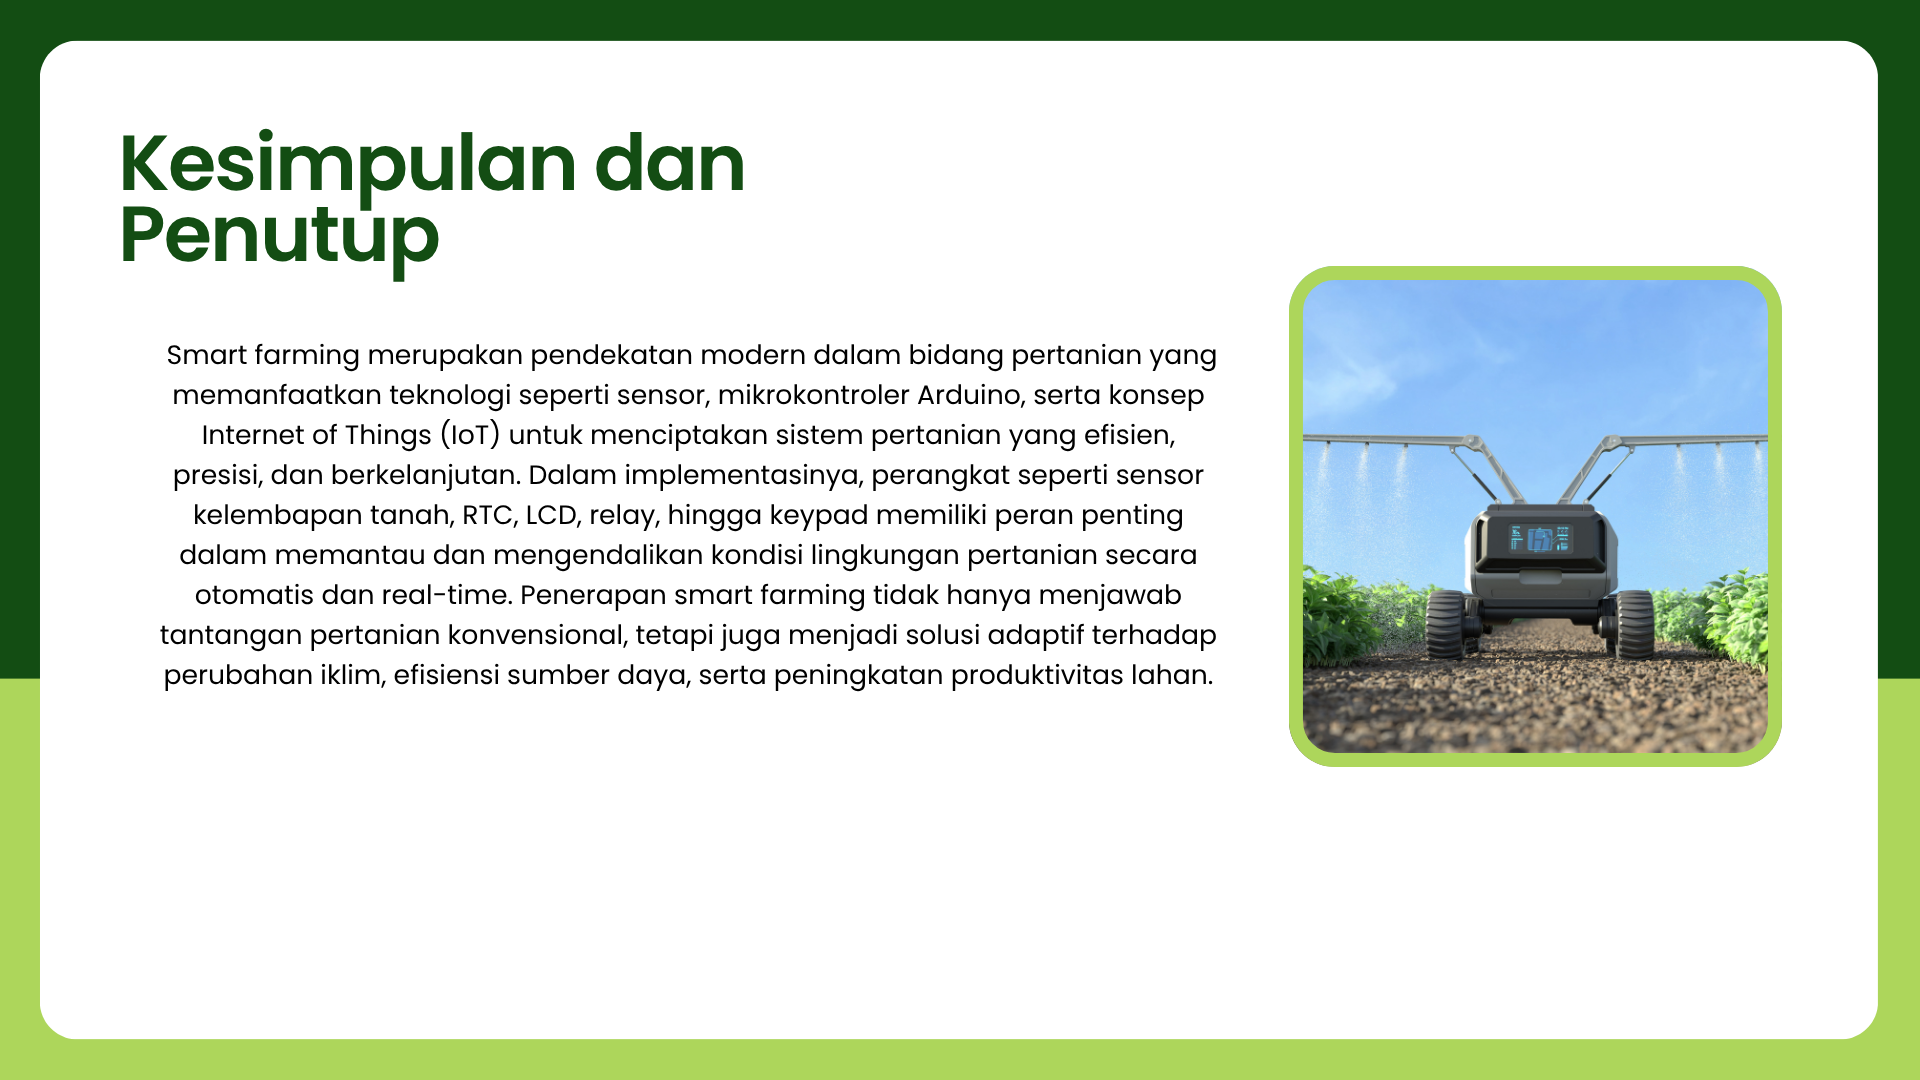 Kesimpulan dan
Penutup
Smart farming merupakan pendekatan modern dalam bidang pertanian yang
memanfaatkan teknologi seperti sensor, mikrokontroler Arduino, serta konsep
Internet of Things (IoT) untuk menciptakan sistem pertanian yang efisien,
presisi, dan berkelanjutan. Dalam implementasinya, perangkat seperti sensor
kelembapan tanah, RTC, LCD, relay, hingga keypad memiliki peran penting
dalam memantau dan mengendalikan kondisi lingkungan pertanian secara
otomatis dan real-time. Penerapan smart farming tidak hanya menjawab
tantangan pertanian konvensional, tetapi juga menjadi solusi adaptif terhadap
perubahan iklim, efisiensi sumber daya, serta peningkatan produktivitas lahan.